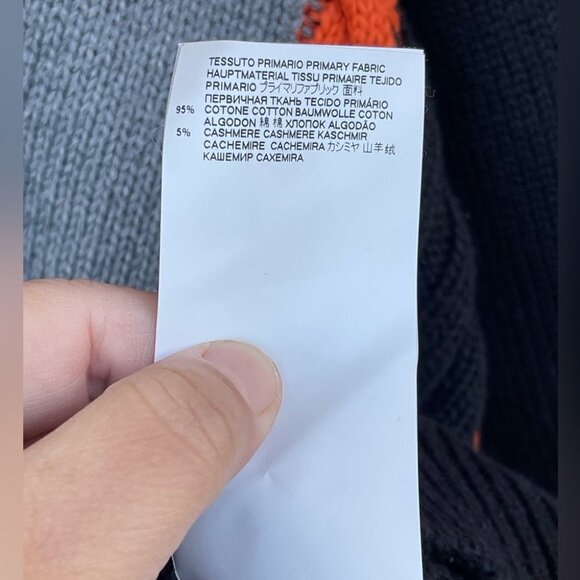 TESSUTO PRIMARIO PRIMARY FABRIC
HAUPTMATERIAL TISSU PRIMAIRE TEJIDO
PRIMARIO プライマリファブリック 面料
ПЕРВИЧНАЯ ТКАНЬ TECIDO PRIMÁRIO
95% COTONE COTTON BAUMWOLLE COTON
ALGODON 綿 棉 ХЛОПОК ALGODÃO
5% CASHMERE CASHMERE KASCHMIR
CACHEMIRE CACHEMIRA カシミヤ 山羊绒
КАШЕМИР CAXEMIRA